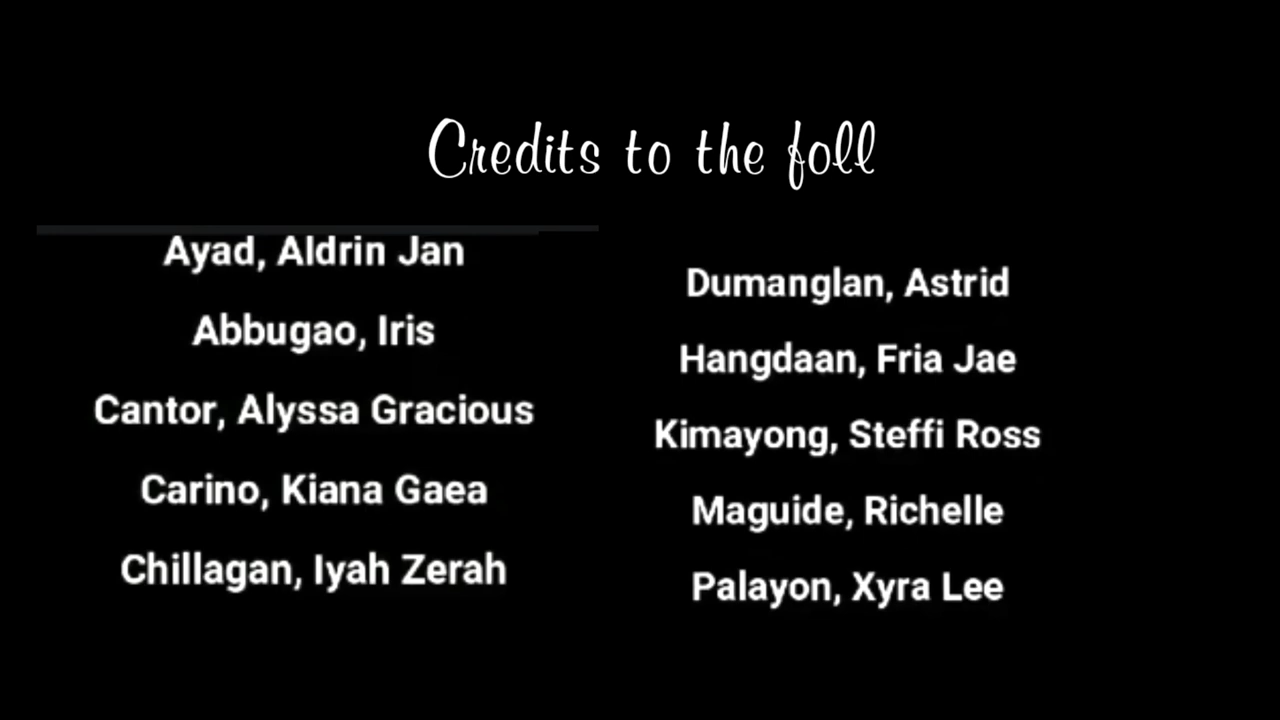 Credits to the foll
Ayad, Aldrin Jan
Abbugao, Iris
Cantor, Alyssa Gracious
Carino, Kiana Gaea
Chillagan, Iyah Zerah
Dumanglan, Astrid
Hangdaan, Fria Jae
Kimayong, Steffi Ross
Maguide, Richelle
Palayon, Xyra Lee